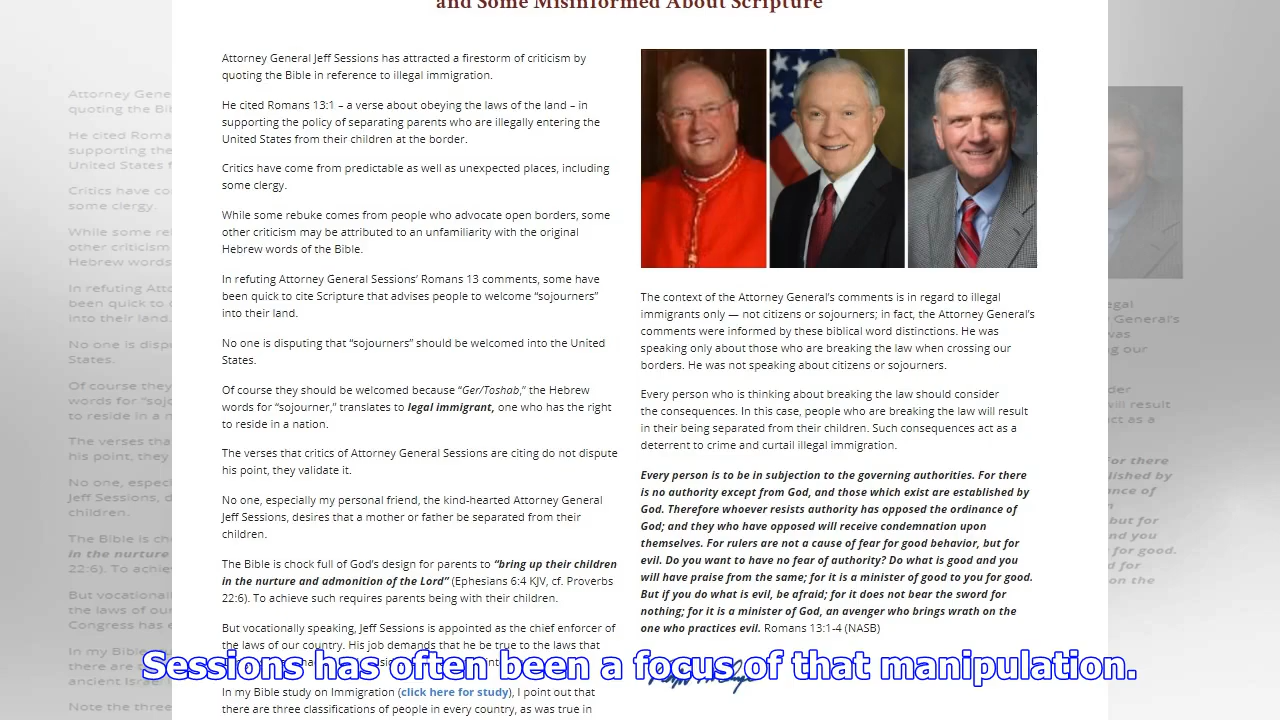 and Some Misinformed About Scripture
Attorney General Jeff Sessions has attracted a firestorm of criticism by
quoting the Bible in reference to illegal immigration.
He cited Romans 13:1 – a verse about obeying the laws of the land – in
supporting the policy of separating parents who are illegally entering the
United States from their children at the border.
Critics have come from predictable as well as unexpected places, including
some clergy.
While some rebuke comes from people who advocate open borders, some
other criticism may be attributed to an unfamiliarity with the original
Hebrew words of the Bible.
In refuting Attorney General Sessions’ Romans 13 comments, some have
been quick to cite Scripture that advises people to welcome “sojourners”
into their land.
No one is disputing that “sojourners” should be welcomed into the United
States.
Of course they should be welcomed because “Ger/Toshab,” the Hebrew
words for “sojourner,” translates to legal immigrant, one who has the right
to reside in a nation.
The verses that critics of Attorney General Sessions are citing do not dispute
his point, they validate it.
No one, especially my personal friend, the kind-hearted Attorney General
Jeff Sessions, desires that a mother or father be separated from their
children.
The Bible is chock full of God’s design for parents to “bring up their children
in the nurture and admonition of the Lord” (Ephesians 6:4 KJV, cf. Proverbs
22:6). To achieve such requires parents being with their children.
But vocationally speaking, Jeff Sessions is appointed as the chief enforcer of
the laws of our country. His job demands that he be true to the laws that
In my Bible study on Immigration (click here for study), I point out that
there are three classifications of people in every country, as was true in
The context of the Attorney General’s comments is in regard to illegal
immigrants only — not citizens or sojourners; in fact, the Attorney General’s
comments were informed by these biblical word distinctions. He was
speaking only about those who are breaking the law when crossing our
borders. He was not speaking about citizens or sojourners.
Every person who is thinking about breaking the law should consider
the consequences. In this case, people who are breaking the law will result
in their being separated from their children. Such consequences act as a
deterrent to crime and curtail illegal immigration.
Every person is to be in subjection to the governing authorities. For there
is no authority except from God, and those which exist are established by
God. Therefore whoever resists authority has opposed the ordinance of
God; and they who have opposed will receive condemnation upon
themselves. For rulers are not a cause of fear for good behavior, but for
evil. Do you want to have no fear of authority? Do what is good and you
will have praise from the same; for it is a minister of good to you for good.
But if you do what is evil, be afraid; for it does not bear the sword for
nothing; for it is a minister of God, an avenger who brings wrath on the
one who practices evil. Romans 13:1-4 (NASB)
Sessions has often been a focus of that manipulation.